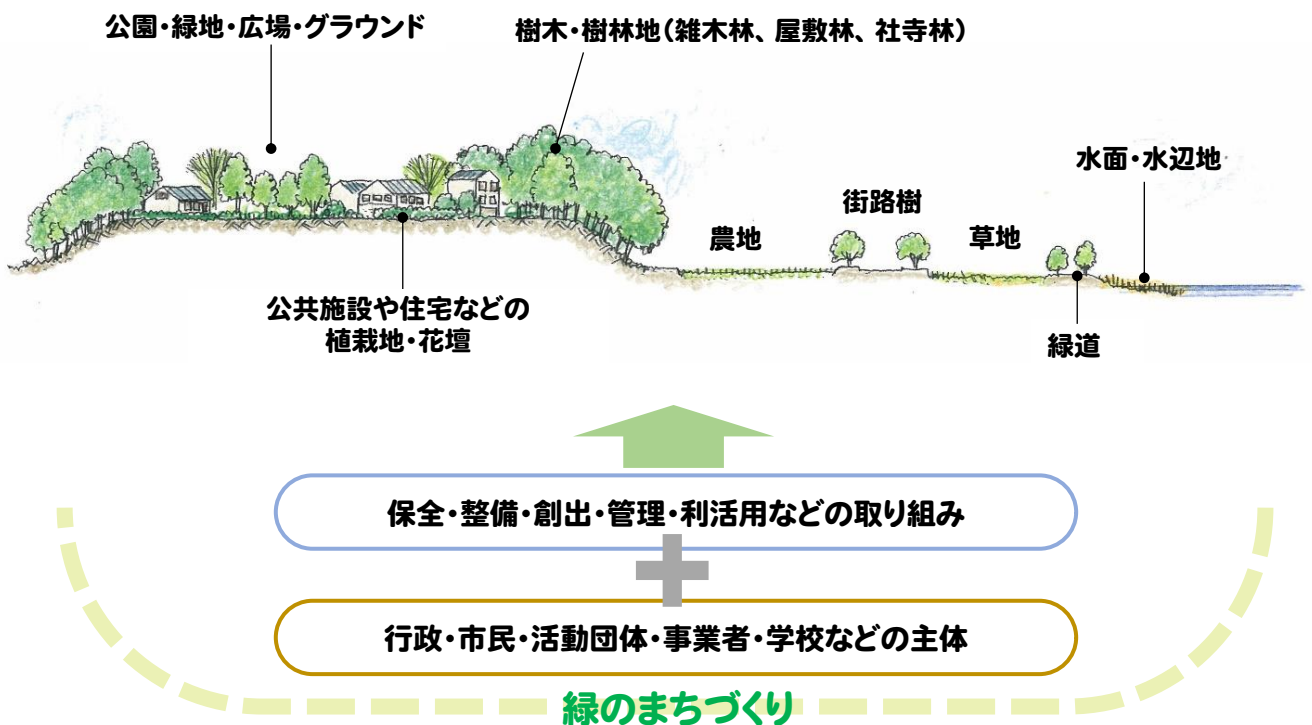 公園・緑地・広場・グラウンド
樹木・樹林地（雑木林、屋敷林、社寺林）
水面・水辺地
街路樹
農地
草地
公共施設や住宅などの
植栽地・花壇
緑道
保全・整備・創出・管理・利活用などの取り組み
行政・市民・活動団体・事業者・学校などの主体
緑のまちづくり